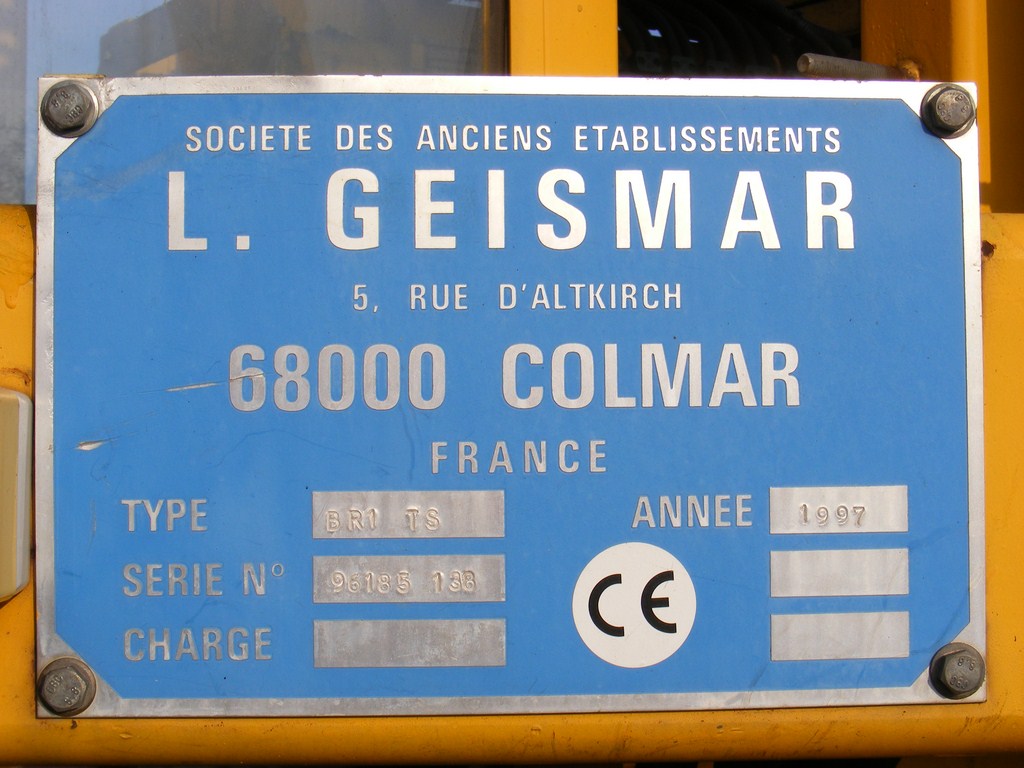 SOCIETE DES ANCIENS ETABLISSEMENTS
L. GEISMAR
5, RUE D'ALTKIRCH
68000 COLMAR
FRANCE
TYPE BR1 TS
ANNEE 1997
SERIE N° 96185 138
CE
CHARGE